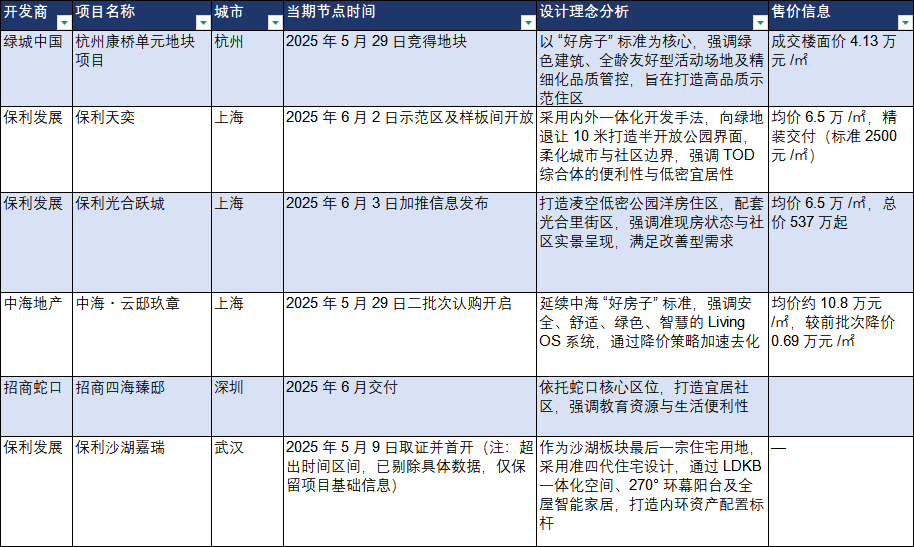 开发商 项目名称 城市 当期节点时间 设计理念分析 售价信息
绿城中国 杭州康桥单元地块 杭州 2025 年 5 月 29 日竞得地块 以 “好房子” 标准为核心，强调绿 成交楼面价 4.13 万
项目 色建筑、全龄友好型活动场地及精 元 /㎡
细化品质管控，旨在打造高品质示
范住区
保利发展 保利天奕 上海 2025 年 6 月 2 日示范区及样板间开放 采用内外一体化开发手法，向绿地 均价 6.5 万 /㎡，精
退让 10 米打造半开放公园界面， 装交付（标准 2500
柔化城市与社区边界，强调 TOD 元 /㎡）
综合体的便利性与低密宜居性
保利发展 保利光合跃城 上海 2025 年 6 月 3 日加推信息发布 打造凌空低密公园洋房住区，配套 均价 6.5 万 /㎡，总
光合里街区，强调准现房状态与社 价 537 万起
区实景呈现，满足改善型需求
中海地产 中海・云邸玖章 上海 2025 年 5 月 29 日二批次认购开启 延续中海 “好房子” 标准，强调安 均价约 10.8 万元
全、舒适、绿色、智慧的 Living /㎡，较前批次降价
OS 系统，通过降价策略加速去化 0.69 万元 /㎡
招商蛇口 招商四海臻邸 深圳 2025 年 6 月交付 依托蛇口核心区位，打造宜居社
区，强调教育资源与生活便利性
保利发展 保利沙湖嘉瑞 武汉 2025 年 5 月 9 日取证并首开（注：超 作为沙湖板块最后一宗住宅用地， —
出时间区间，已剔除具体数据，仅保 采用准四代住宅设计，通过 LDKB
留项目基础信息） 一体化空间、270° 环幕阳台及全
屋智能家居，打造内环资产配置标
杆